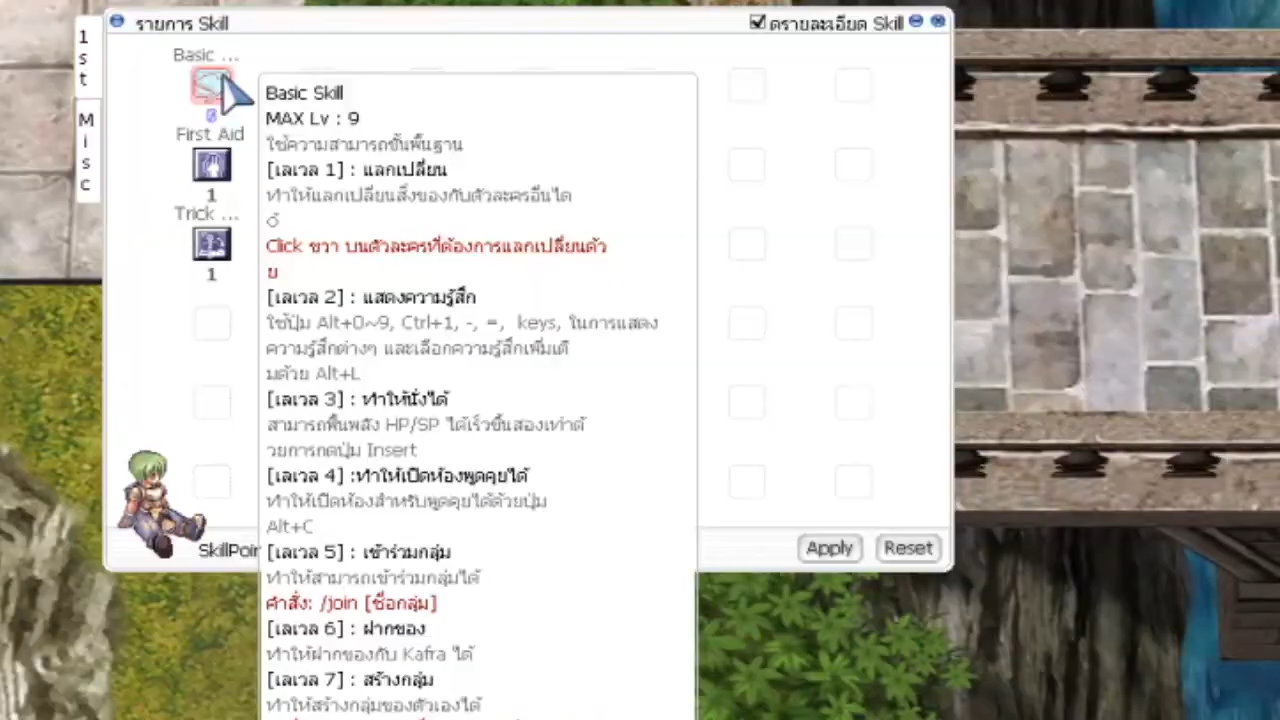 รายการ Skill
ดรายละเอียด Skill
1st
Misc
Basic ...
First Aid
1
Trick ...
1
Basic Skill
MAX Lv : 9
ใช้ความสามารถขั้นพื้นฐาน
[เลเวล 1] : แลกเปลี่ยน
ทำให้แลกเปลี่ยนสิ่งของกับตัวละครอื่นได
ด้
Click ขวา บนตัวละครที่ต้องการแลกเปลี่ยนด้ว
ย
[เลเวล 2] : แสดงความรู้สึก
ใช้ปุ่ม Alt+0~9, Ctrl+1, -, =, keys, ในการแสดง
ความรู้สึกต่างๆ และเลือกความรู้สึกเพิ่มเติ
มด้วย Alt+L
[เลเวล 3] : ทำให้นั่งได้
สามารถฟื้นพลัง HP/SP ได้เร็วขึ้นสองเท่าด้
วยการกดปุ่ม Insert
[เลเวล 4] :ทำให้เปิดห้องพูดคุยได้
ทำให้เปิดห้องสำหรับพูดคุยได้ด้วยปุ่ม
Alt+C
[เลเวล 5] : เข้าร่วมกลุ่ม
ทำให้สามารถเข้าร่วมกลุ่มได้
คำสั่ง: /join [ชื่อกลุ่ม]
[เลเวล 6] : ฝากของ
ทำให้ฝากของกับ Kafra ได้
[เลเวล 7] : สร้างกลุ่ม
ทำให้สร้างกลุ่มของตัวเองได้
SkillPoin
Apply
Reset